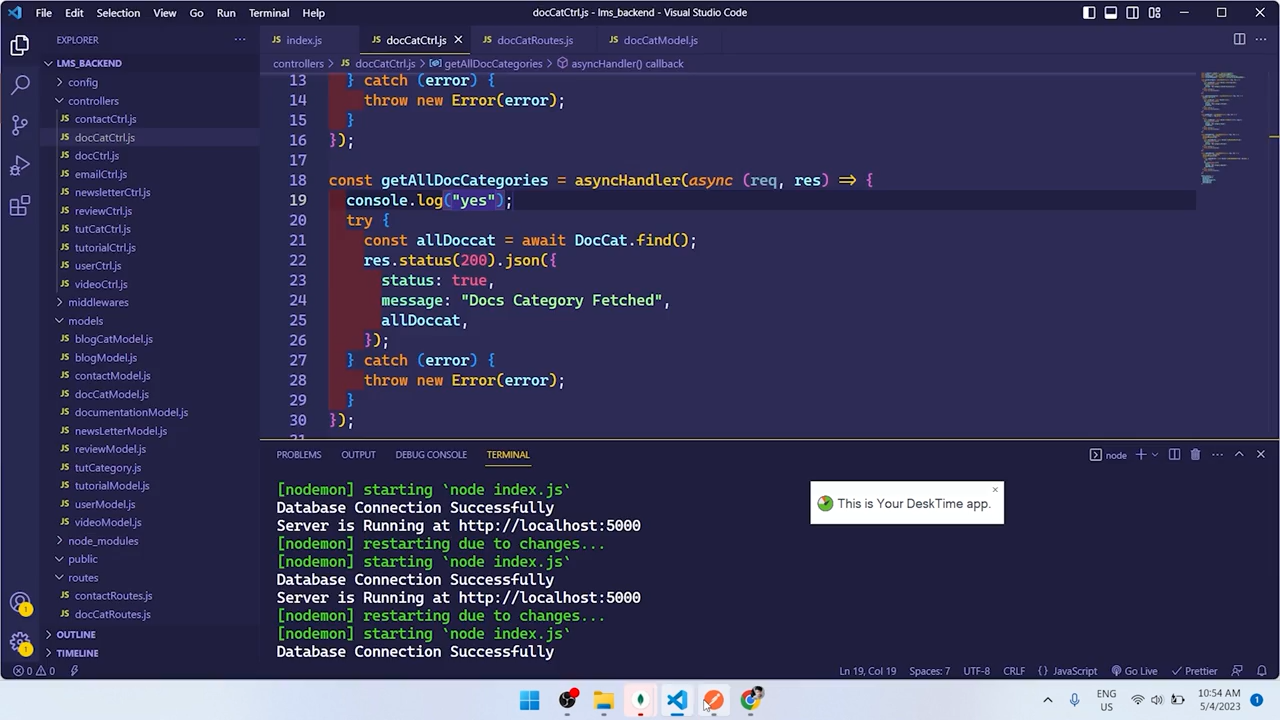 File Edit Selection View Go Run Terminal Help
docCatCtrl.js - lms_backend - Visual Studio Code
EXPLORER
LMS_BACKEND
config
controllers
contactCtrl.js
docCatCtrl.js
docCtrl.js
emailCtrl.js
newsletterCtrl.js
reviewCtrl.js
tutCatCtrl.js
tutorialCtrl.js
userCtrl.js
videoCtrl.js
middlewares
models
blogCatModel.js
blogModel.js
contactModel.js
docCatModel.js
documentationModel.js
newsLetterModel.js
reviewModel.js
tutCategory.js
tutorialModel.js
userModel.js
videoModel.js
node_modules
public
routes
contactRoutes.js
docCatRoutes.js
OUTLINE
TIMELINE
JS index.js JS docCatCtrl.js JS docCatRoutes.js JS docCatModel.js
controllers > JS docCatCtrl.js > getAllDocCategories > asyncHandler() callback
13 } catch (error) {
14 throw new Error(error);
15 }
16 });
17
18 const getAllDocCategories = asyncHandler(async (req, res) => {
19 console.log("yes");
20 try {
21 const allDoccat = await DocCat.find();
22 res.status(200).json({
23 status: true,
24 message: "Docs Category Fetched",
25 allDoccat,
26 });
27 } catch (error) {
28 throw new Error(error);
29 }
30 });
PROBLEMS OUTPUT DEBUG CONSOLE TERMINAL
node
[nodemon] starting `node index.js`
Database Connection Successfully
Server is Running at http://localhost:5000
[nodemon] restarting due to changes...
[nodemon] starting `node index.js`
Database Connection Successfully
Server is Running at http://localhost:5000
[nodemon] restarting due to changes...
[nodemon] starting `node index.js`
Database Connection Successfully
This is Your DeskTime app.
0 0
Ln 19, Col 19 Spaces: 7 UTF-8 CRLF {} JavaScript Go Live Prettier
ENG
US
10:54 AM
5/4/2023